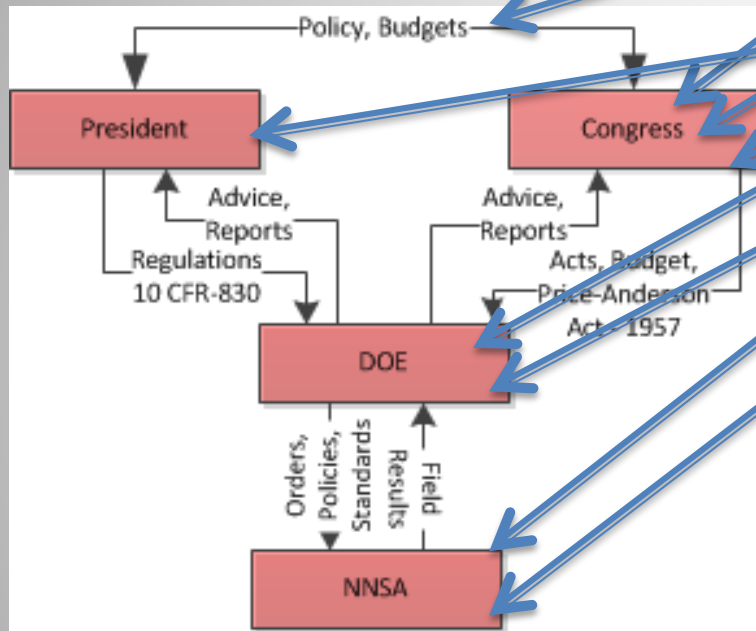 Policy, Budgets
President
Congress
Advice,
Reports
Advice,
Reports
Regulations
10 CFR-830
Acts, Budget,
Price-Anderson
Act - 1957
DOE
Orders,
Policies,
Standards
Results
Field
NNSA